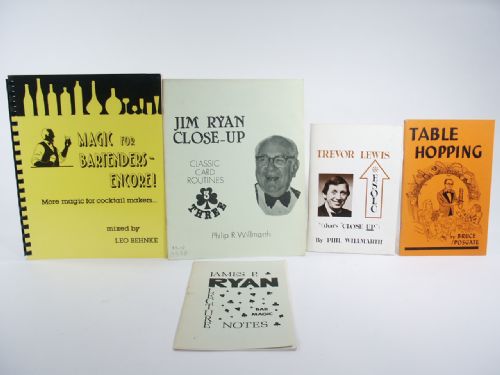 MAGIC FOR
BARTENDERS-
ENCORE!
More magic for cocktail makers...
mixed by
LEO BEHNKE
JIM RYAN
CLOSE-UP
CLASSIC
CARD
ROUTINES
THREE
Philip R. Willmarth
TREVOR LEWIS
"that's 'CLOSE UP'
By PHIL WILLMARTH
TABLE
HOPPING
by BRUCE
POSGATE
JAMES P.
RYAN
LECTURE
BAR
MAGIC
NOTES